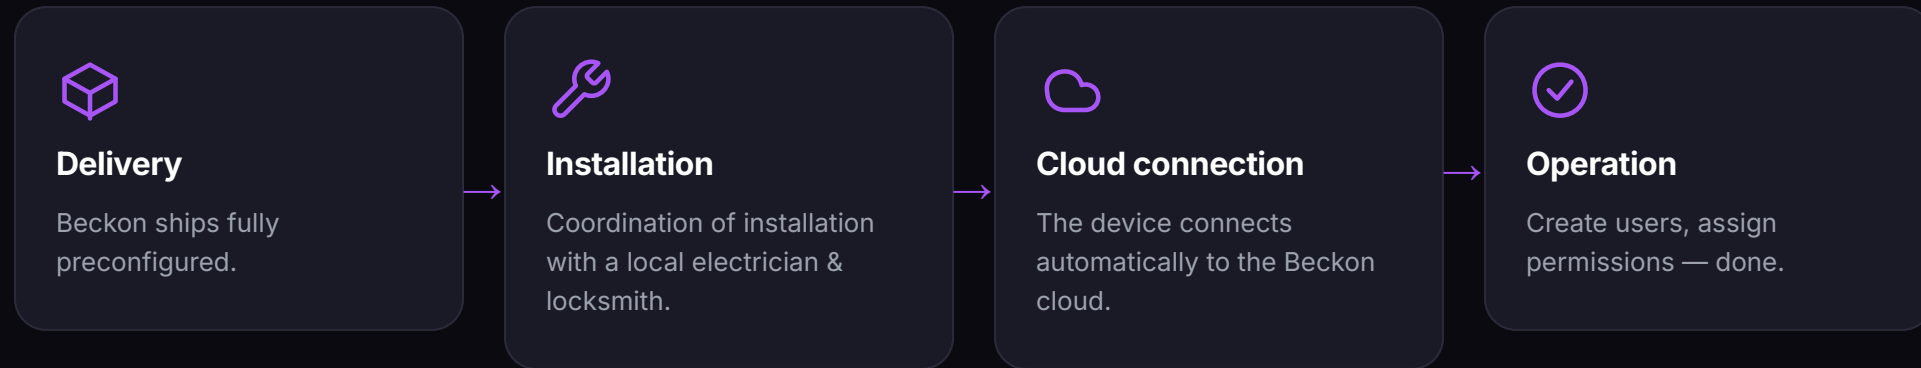 Delivery
Beckon ships fully
preconfigured.
Installation
Coordination of installation
with a local electrician &
locksmith.
Cloud connection
The device connects
automatically to the Beckon
cloud.
Operation
Create users, assign
permissions — done.